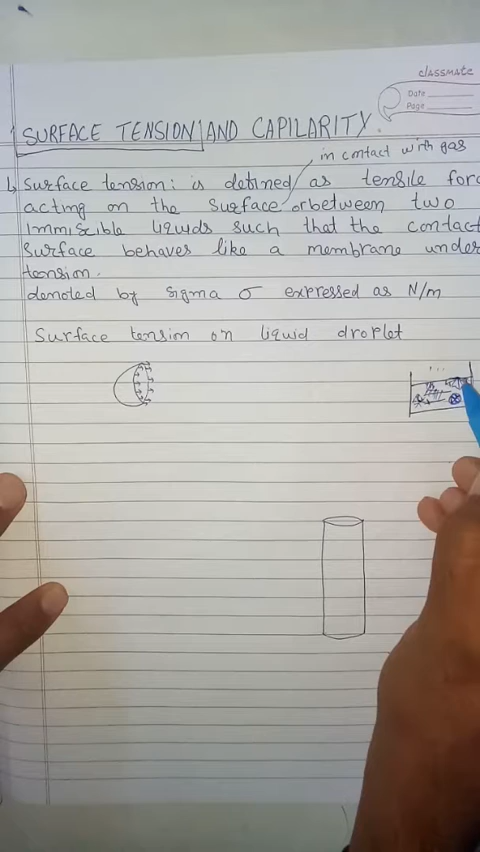 classmate
Date
Page
SURFACE TENSION AND CAPILARITY.
in contact with gas
Surface tension: is defined as tensile forc
acting on the surface or between two
immiscible liquids such that the contact
surface behaves like a membrane under
tension.
denoted by sigma σ expressed as N/m
Surface tension on liquid droplet